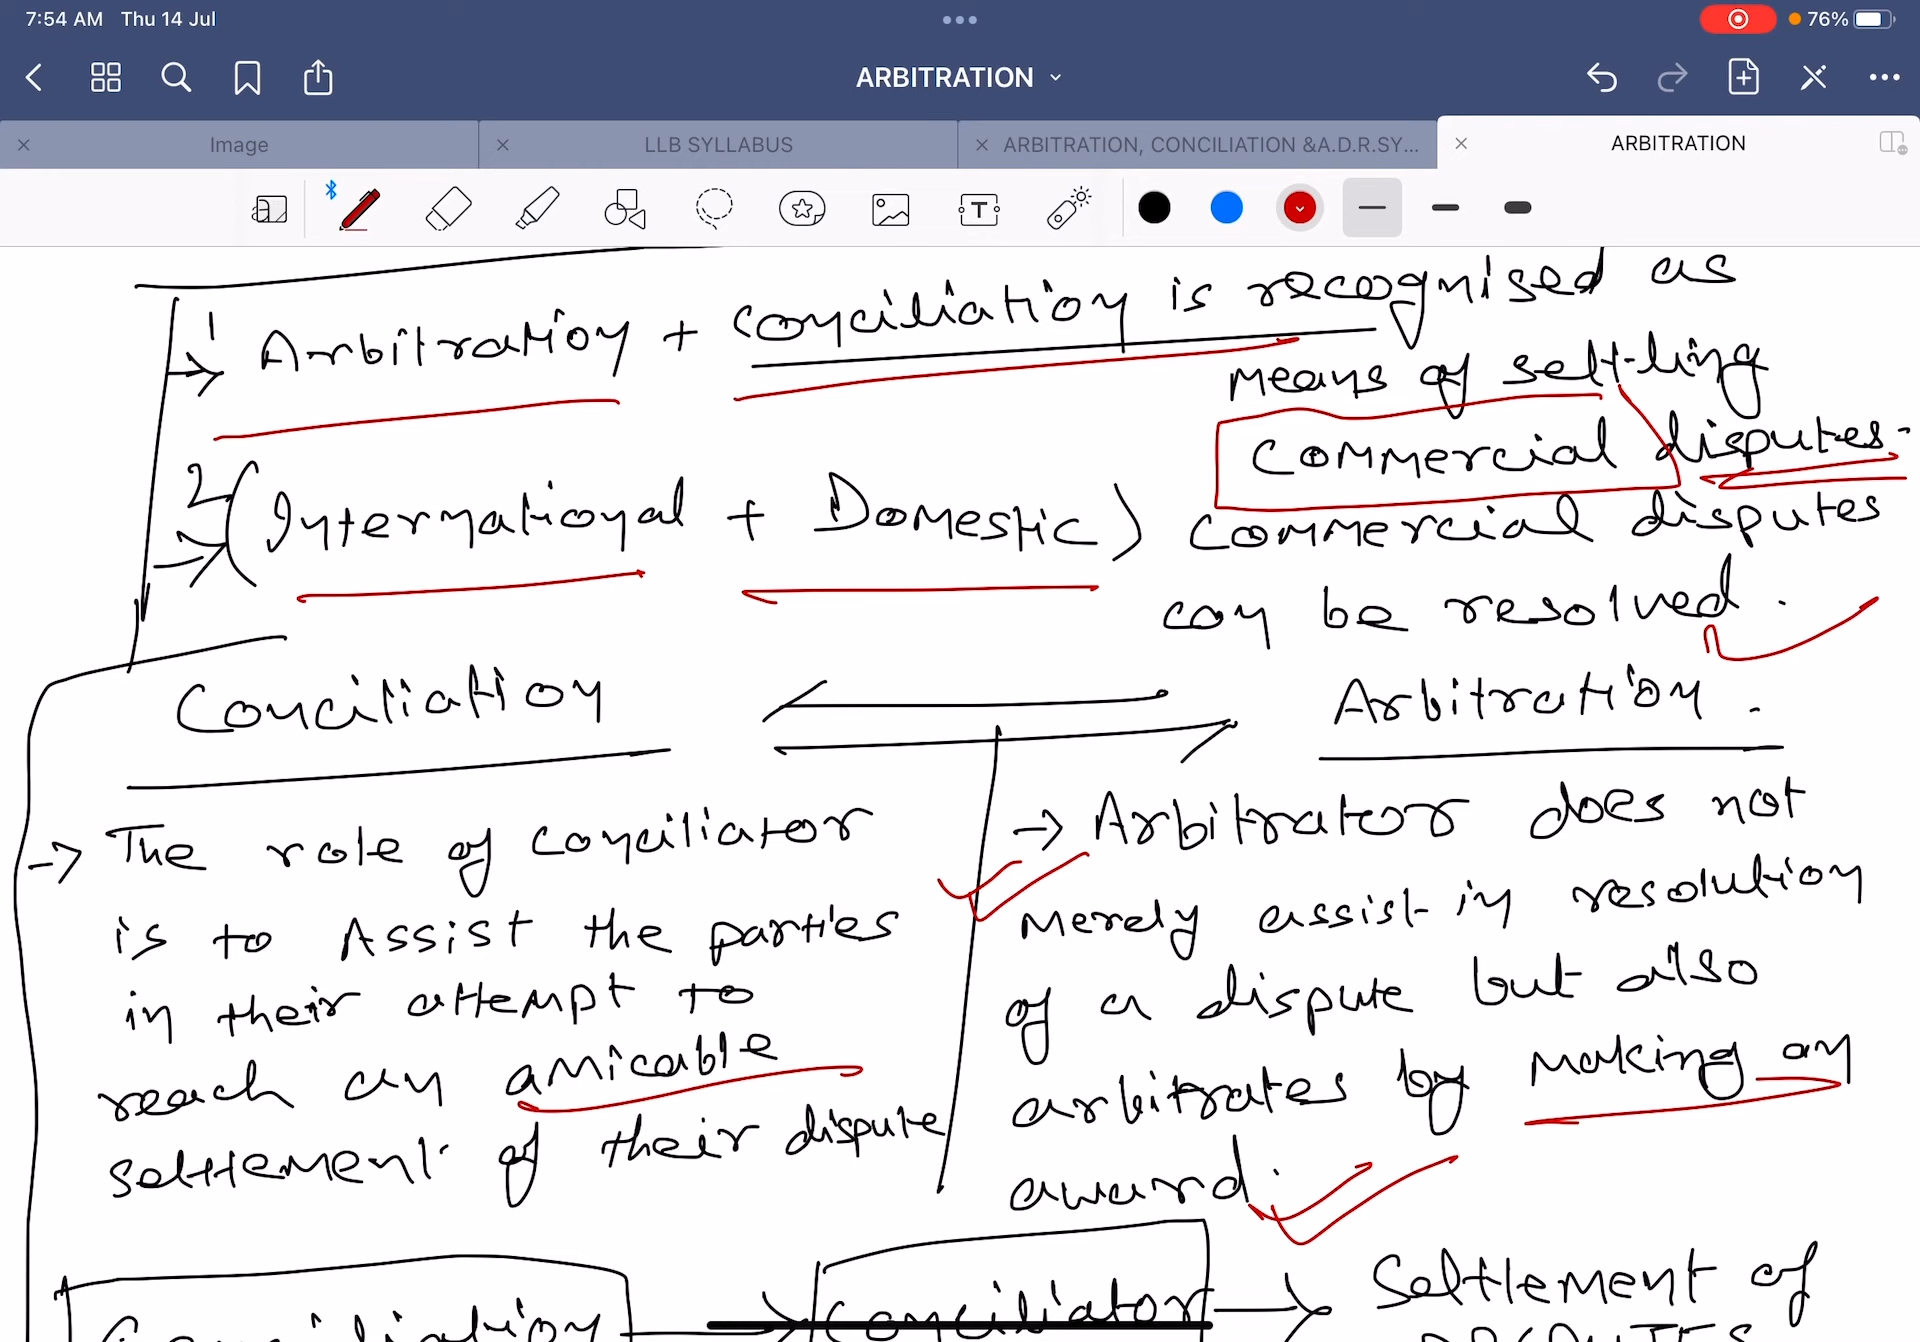 7:54 AM Thu 14 Jul
76%
ARBITRATION
Image
LLB SYLLABUS
ARBITRATION, CONCILIATION &A.D.R.SY...
ARBITRATION
T
1 Arbitration + conciliation is recognised as
means of settling
commercial disputes.
2 (International + Domestic) commercial disputes
can be resolved.
Conciliation
Arbitration.
The role of conciliator
is to Assist the parties
in their attempt to
reach an amicable
settlement of their dispute
Arbitrator does not
merely assist in resolution
of a dispute but also
arbitrates by making an
award.
Conciliation
conciliator
Settlement of